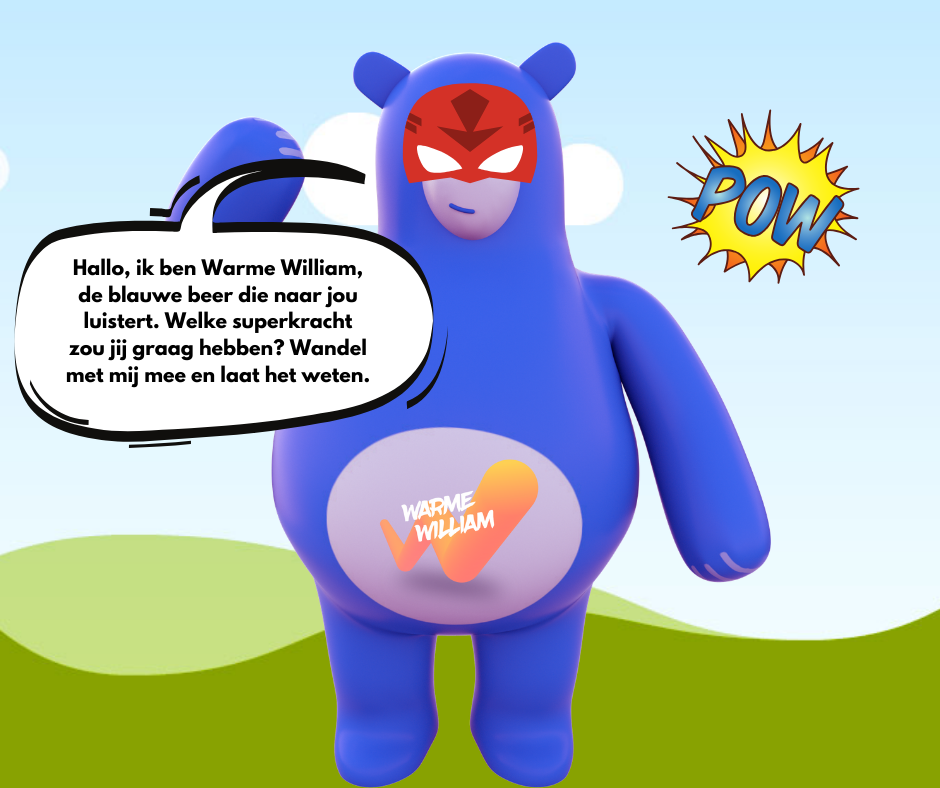 POW
Hallo, ik ben Warme William,
de blauwe beer die naar jou
luistert. Welke superkracht
zou jij graag hebben? Wandel
met mij mee en laat het weten.
WARME
WILLIAM